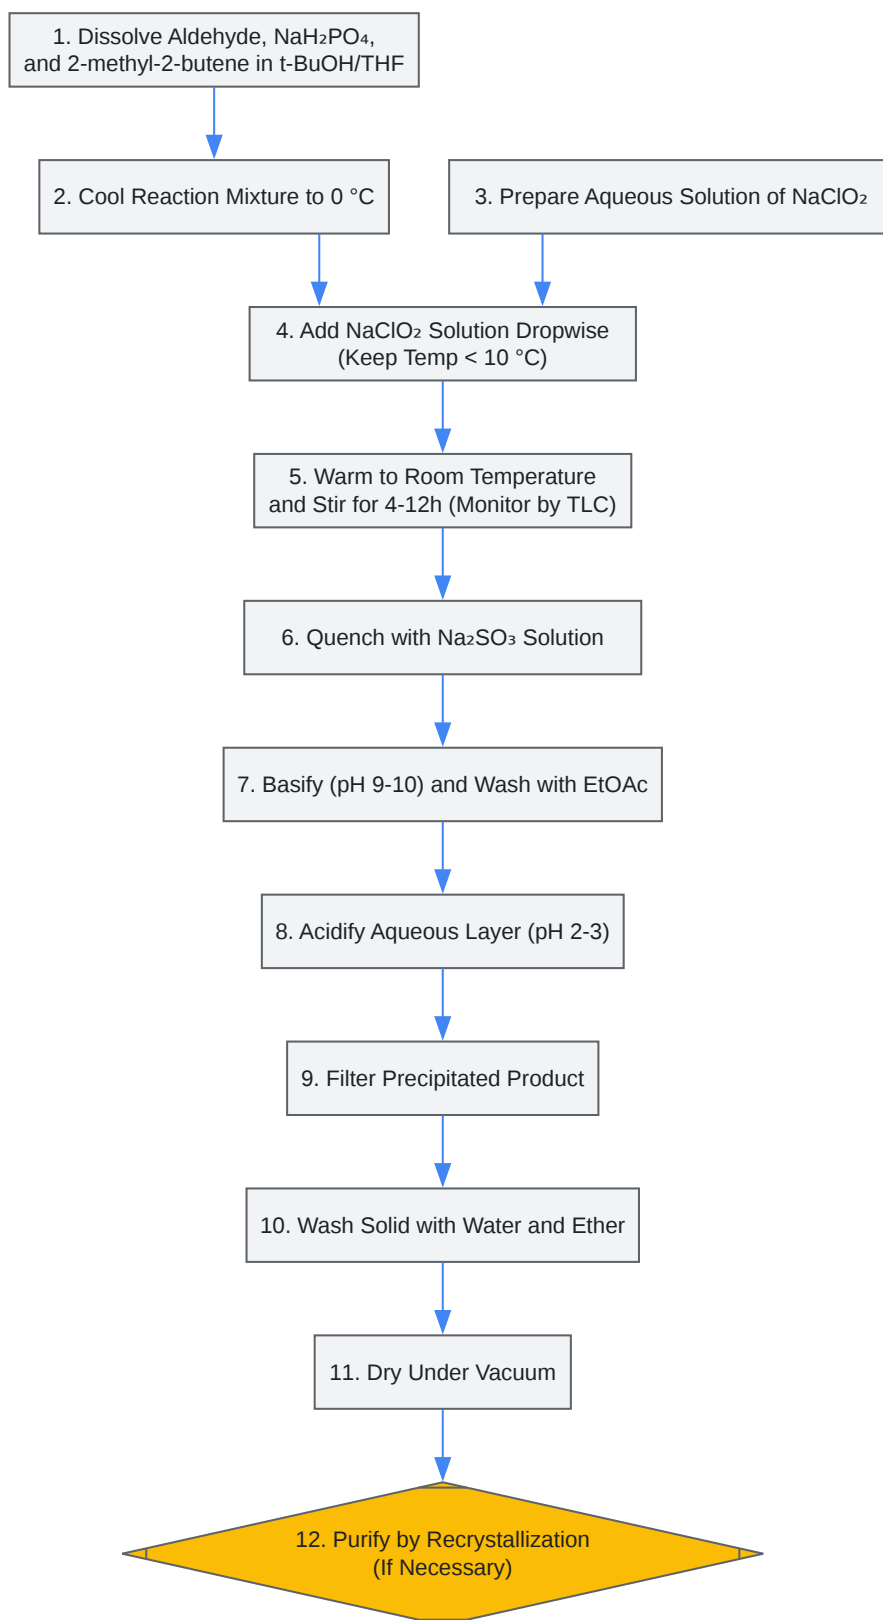 1. Dissolve Aldehyde, NaH₂PO₄,
and 2-methyl-2-butene in t-BuOH/THF
2. Cool Reaction Mixture to 0 °C
3. Prepare Aqueous Solution of NaClO₂
4. Add NaClO₂ Solution Dropwise
(Keep Temp < 10 °C)
5. Warm to Room Temperature
and Stir for 4-12h (Monitor by TLC)
6. Quench with Na₂SO₃ Solution
7. Basify (pH 9-10) and Wash with EtOAc
8. Acidify Aqueous Layer (pH 2-3)
9. Filter Precipitated Product
10. Wash Solid with Water and Ether
11. Dry Under Vacuum
12. Purify by Recrystallization
(If Necessary)